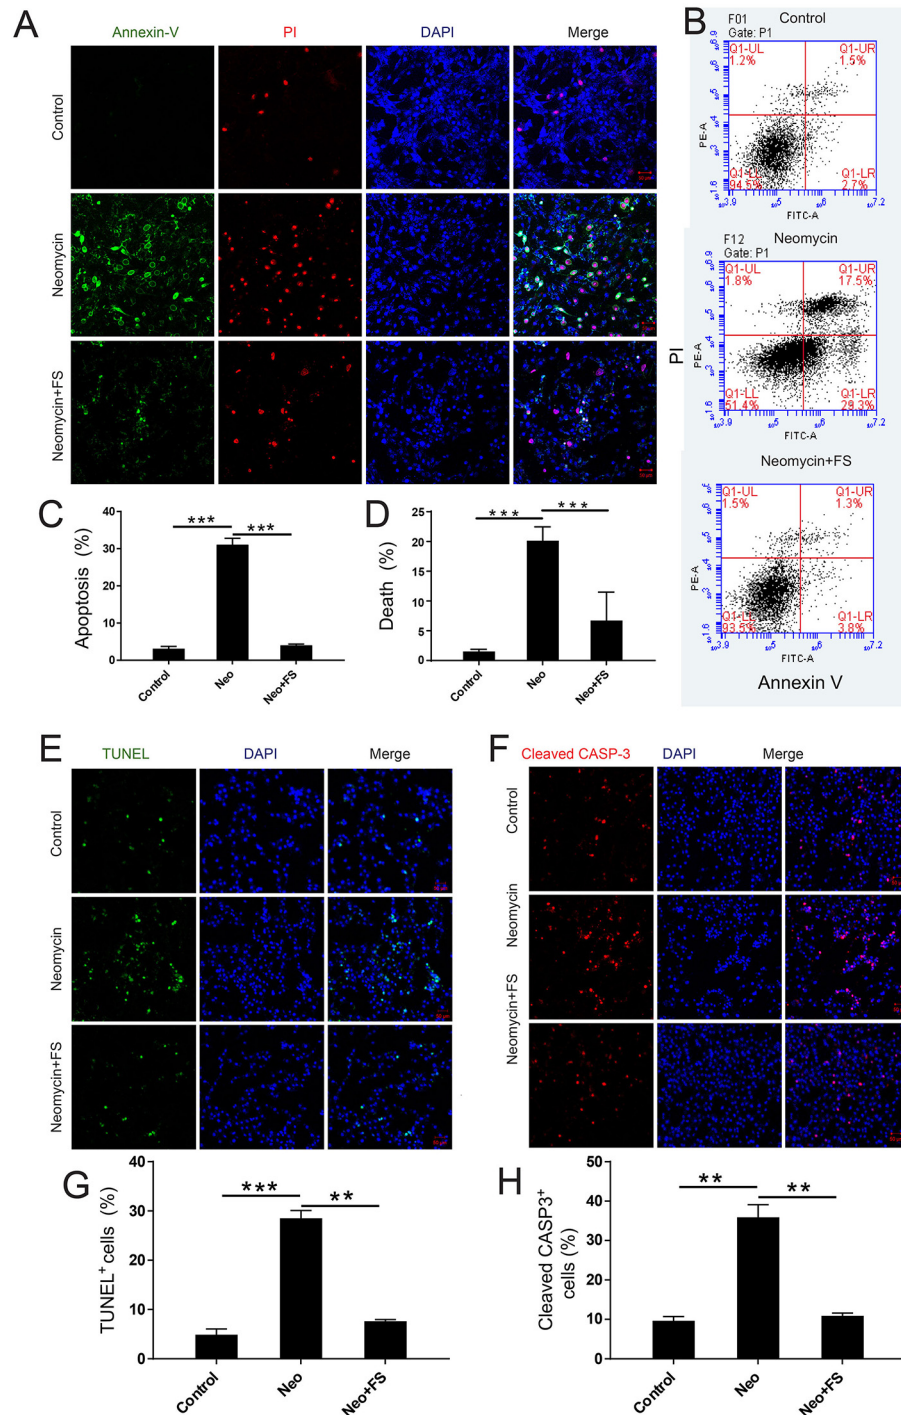 A
Annexin-V
PI
DAPI
Merge
Control
Neomycin
Neomycin+FS
B
F01
Gate: P1
Control
Q1-UL
1.2%
Q1-UR
1.5%
Q1-LL
94.5%
Q1-LR
2.7%
PE-A
FITC-A
F12
Gate: P1
Neomycin
Q1-UL
1.8%
Q1-UR
17.5%
Q1-LL
51.4%
Q1-LR
29.3%
PE-A
FITC-A
PI
Neomycin+FS
Q1-UL
1.5%
Q1-UR
1.3%
Q1-LL
93.5%
Q1-LR
3.8%
PE-A
FITC-A
Annexin V
C
Apoptosis (%)
40
30
20
10
0
***
***
Control
Neo
Neo+FS
D
Death (%)
25
20
15
10
5
0
***
***
Control
Neo
Neo+FS
E
TUNEL
DAPI
Merge
Control
Neomycin
Neomycin+FS
F
Cleaved CASP-3
DAPI
Merge
Control
Neomycin
Neomycin+FS
G
TUNEL+ cells (%)
40
30
20
10
0
***
**
Control
Neo
Neo+FS
H
Cleaved CASP3+
cells (%)
50
40
30
20
10
0
**
**
Control
Neo
Neo+FS